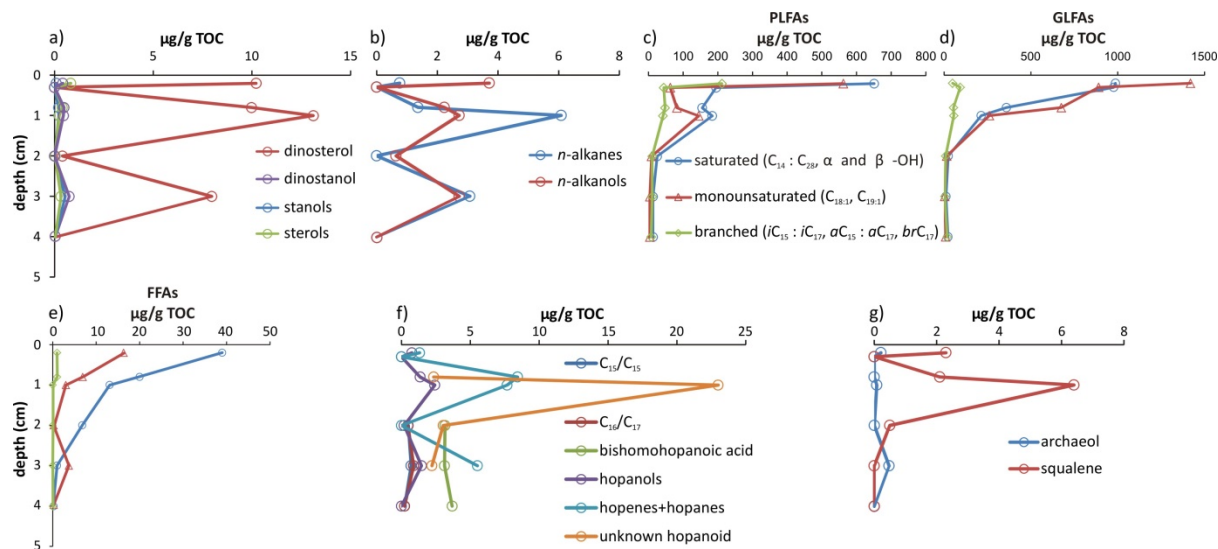 a)
µg/g TOC
0 5 10 15
0
1
2
3
4
5
depth (cm)
dinosterol
dinostanol
stanols
sterols
b)
µg/g TOC
0 2 4 6 8
n-alkanes
n-alkanols
PLFAs
c)
µg/g TOC
0 100 200 300 400 500 600 700 800
saturated (C14 : C28, α and β -OH)
monounsaturated (C18:1, C19:1)
branched (iC15 : iC17, aC15 : aC17, brC17)
GLFAs
d)
µg/g TOC
0 500 1000 1500
FFAs
e)
µg/g TOC
0 10 20 30 40 50
0
1
2
3
4
5
depth (cm)
f)
µg/g TOC
0 5 10 15 20 25
C15/C15
C16/C17
bishomohopanoic acid
hopanols
hopenes+hopanes
unknown hopanoid
g)
µg/g TOC
0 2 4 6 8
archaeol
squalene